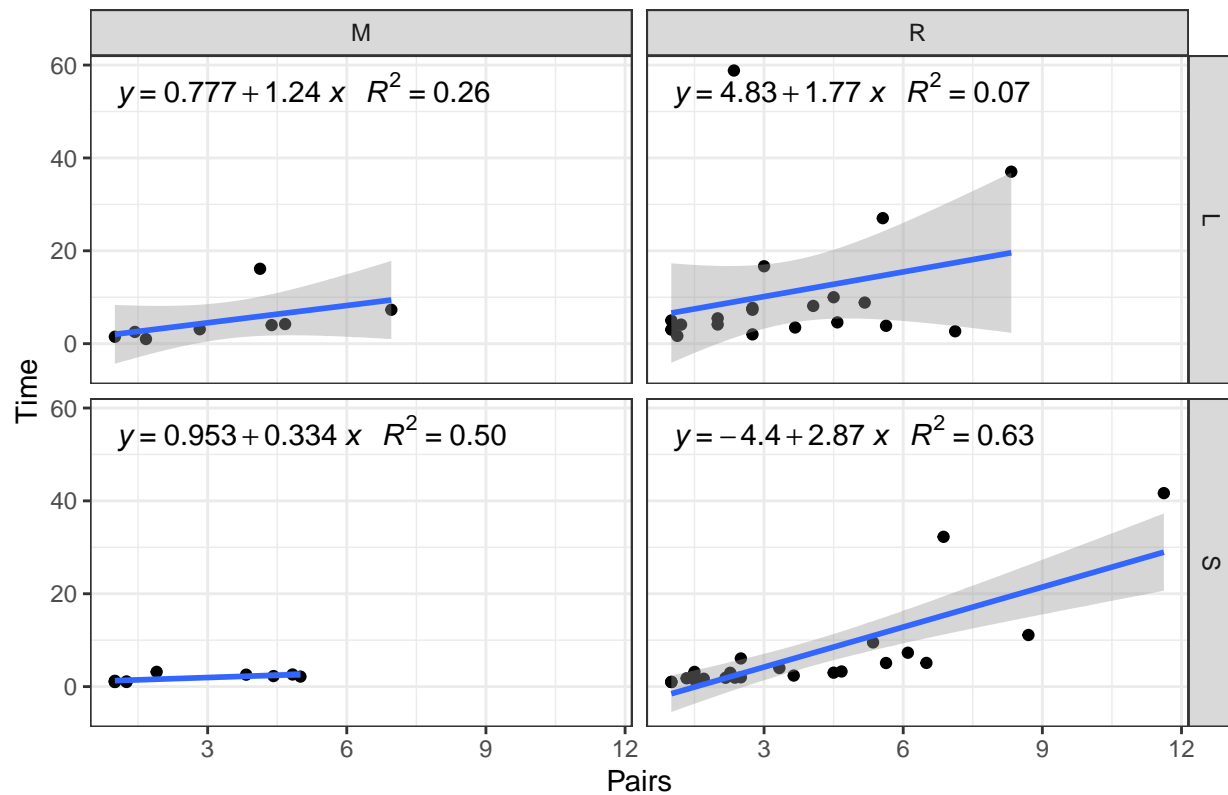 M
R
60
y = 0.777 + 1.24 x R² = 0.26
y = 4.83 + 1.77 x R² = 0.07
40
20
0
L
60
y = 0.953 + 0.334 x R² = 0.50
y = −4.4 + 2.87 x R² = 0.63
40
20
0
S
Time
3 6 9 12
3 6 9 12
Pairs